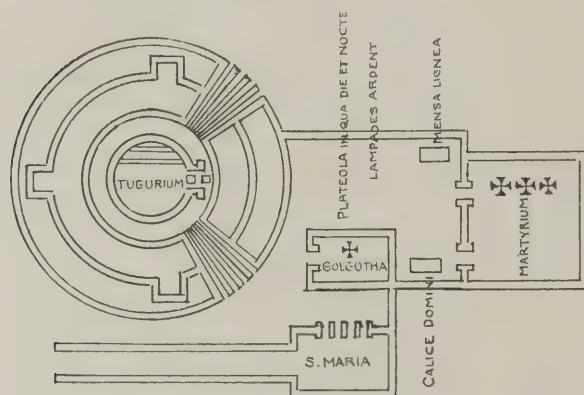 TUGURIUM
PLATEOLA IN QUA DIE ET NOCTE
LAMPADES ARDENT
MENSA LIGNEA
GOLGOTHA
MARTYRIUM
CALICE DOMINI
S. MARIA